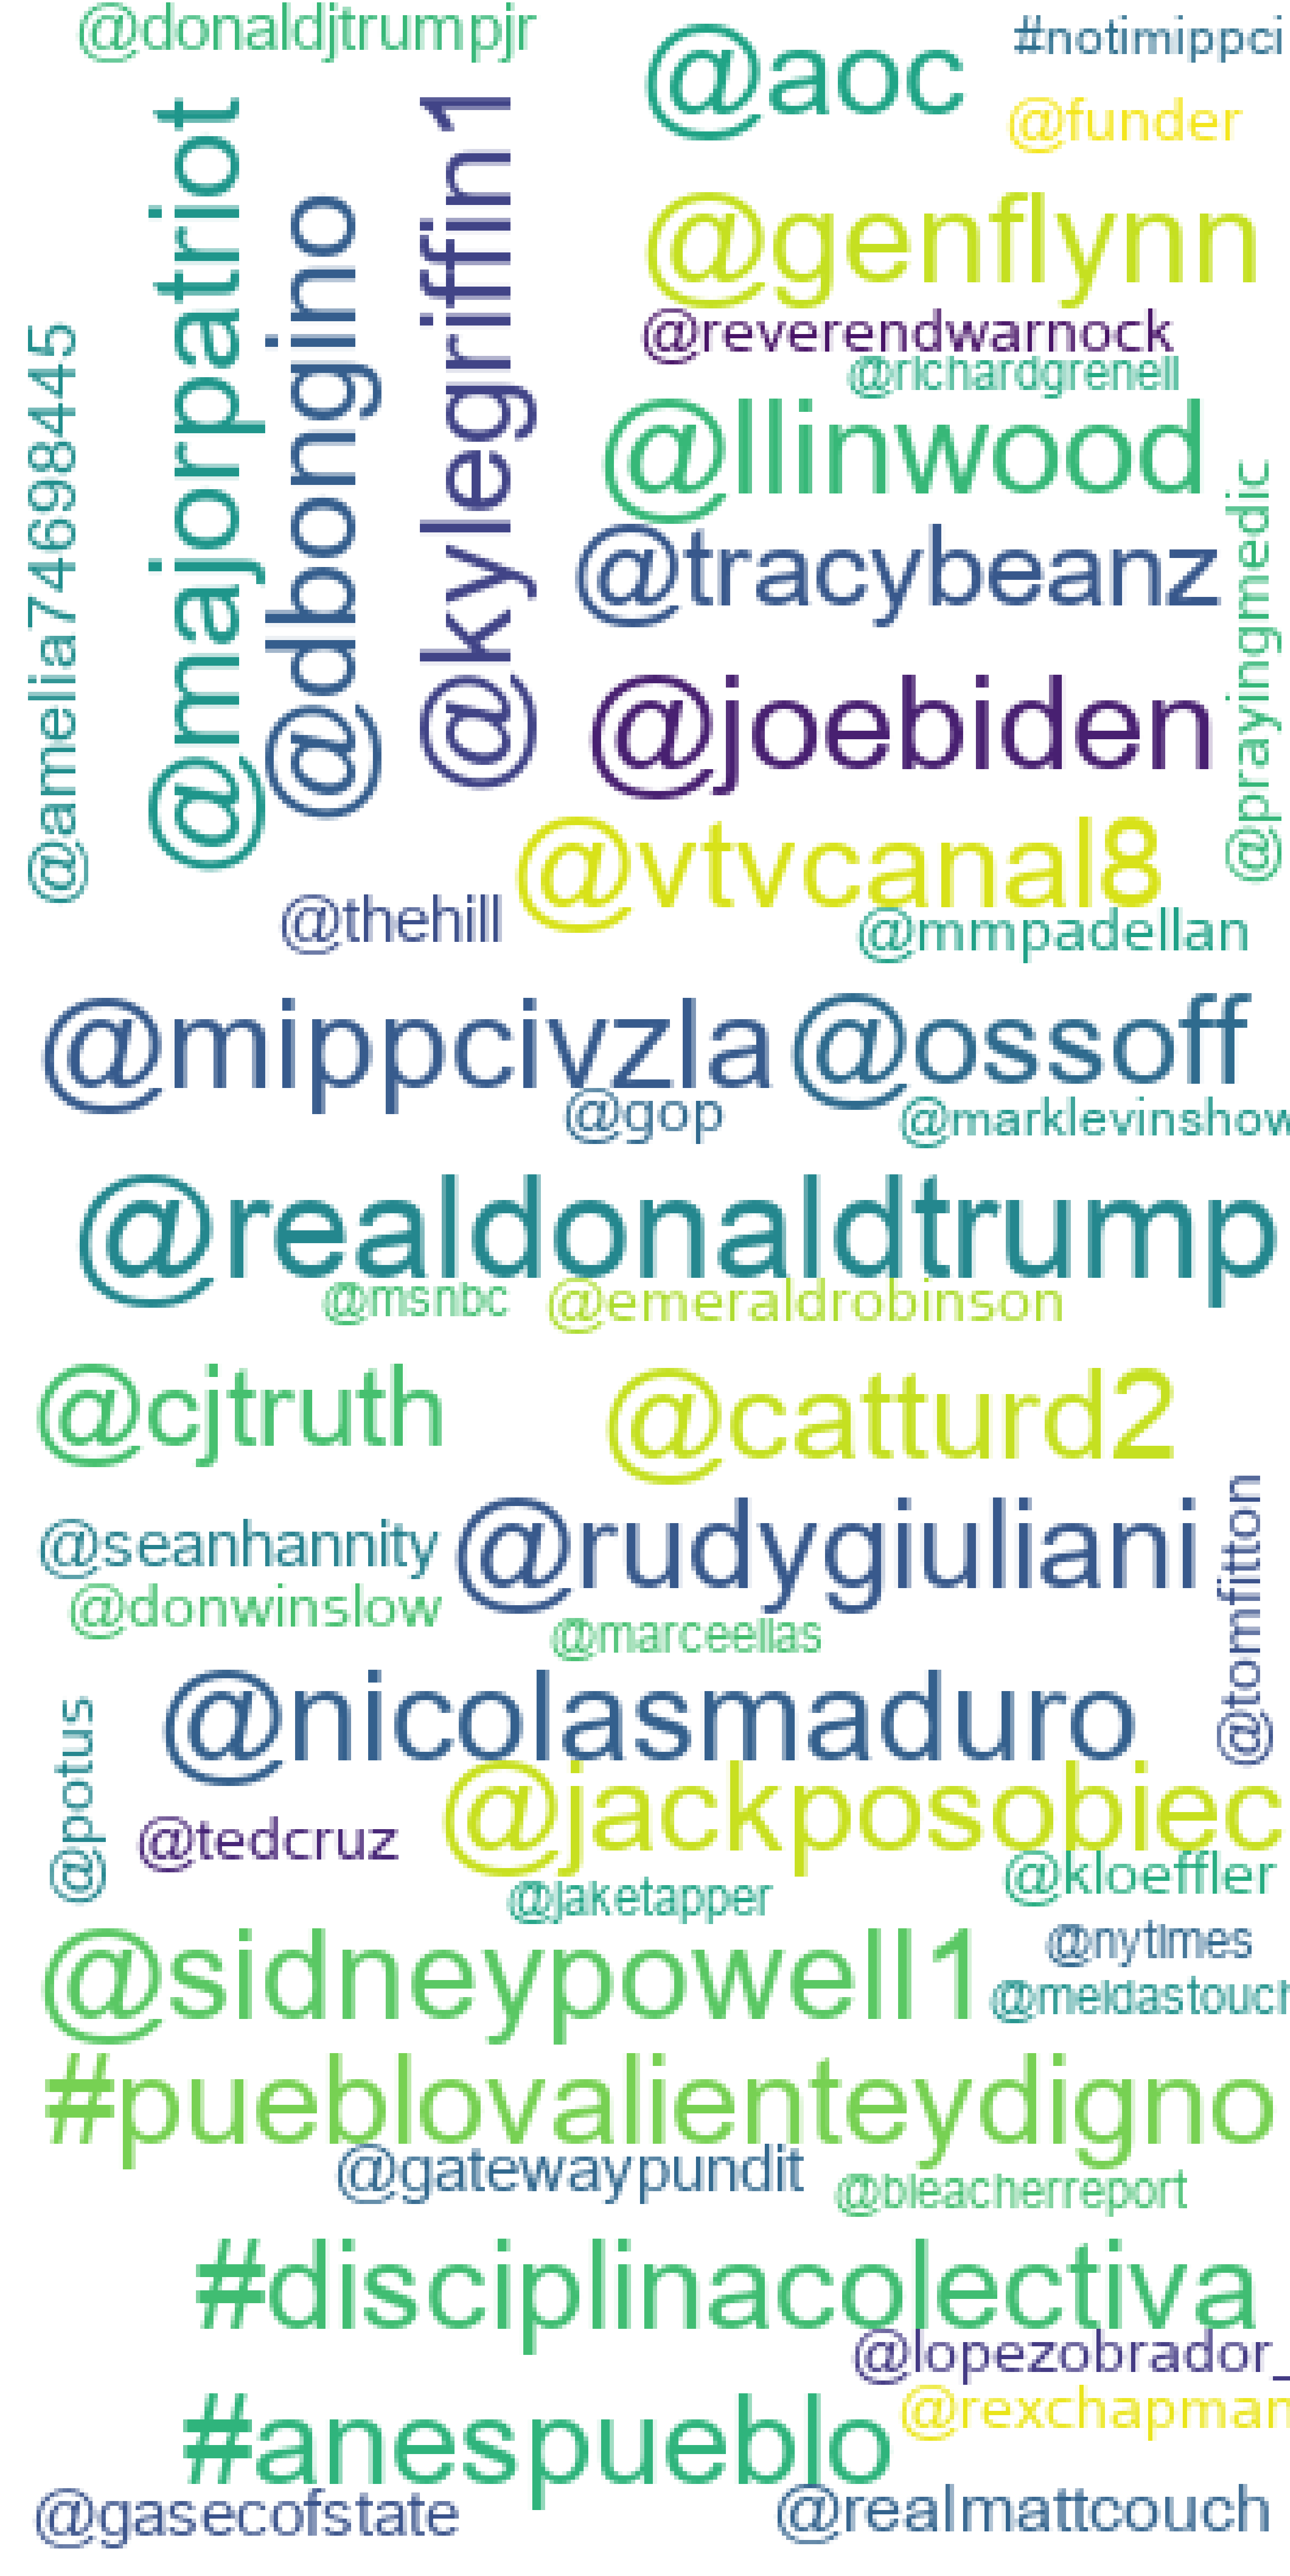 @donaldjtrumpjr
@aoc
#notimippci
@funder
@majorpatriot
@dbongino
@kylegriffin1
@amelia74698445
@genflynn
@reverendwarnock
@richardgrenell
@llinwood
@tracybeanz
@prayingmedic
@joebiden
@vtvcanal8
@thehill
@mmpadellan
@mippcivzla
@ossoff
@gop
@marklevinshow
@realdonaldtrump
@msnbc
@emeraldrobinson
@cjtruth
@catturd2
@seanhannity
@rudygiuliani
@tomfitton
@donwinslow
@marceellas
@nicolasmaduro
@potus
@jackposobiec
@tedcruz
@kloeffler
@jaketapper
@sidneypowell1
@nytimes
@meidastouch
#pueblovalienteydigno
@gatewaypundit
@bleacherreport
#disciplinacolectiva
@lopezobrador_
#anespueblo
@rexchapman
@gasecofstate
@realmattcouch